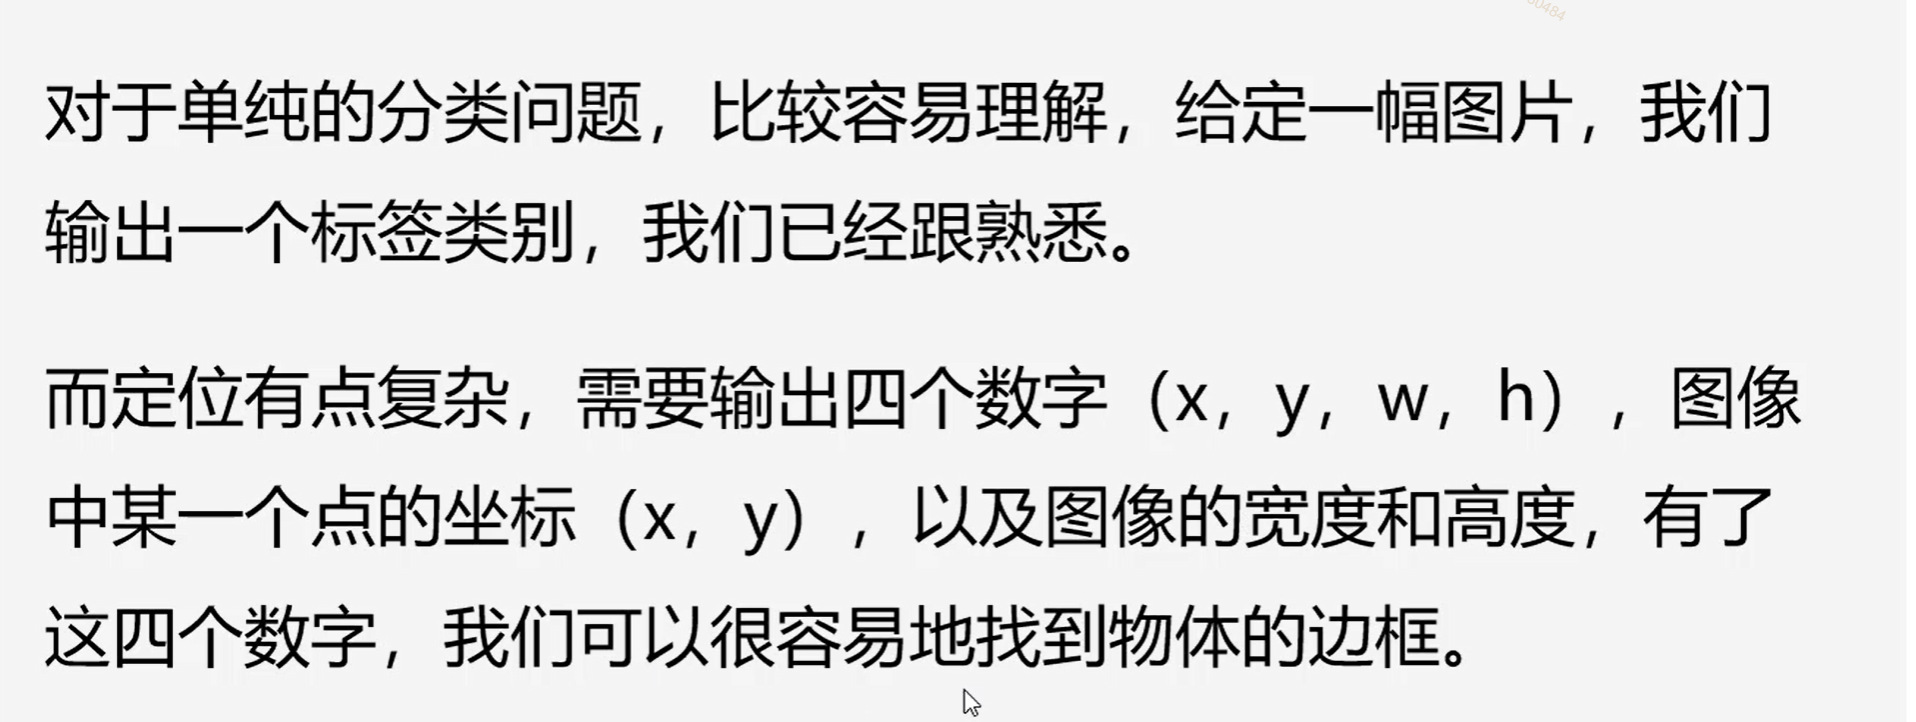 对于单纯的分类问题，比较容易理解，给定一幅图片，我们
输出一个标签类别，我们已经跟熟悉。
而定位有点复杂，需要输出四个数字（x，y，w，h），图像
中某一个点的坐标（x，y），以及图像的宽度和高度，有了
这四个数字，我们可以很容易地找到物体的边框。